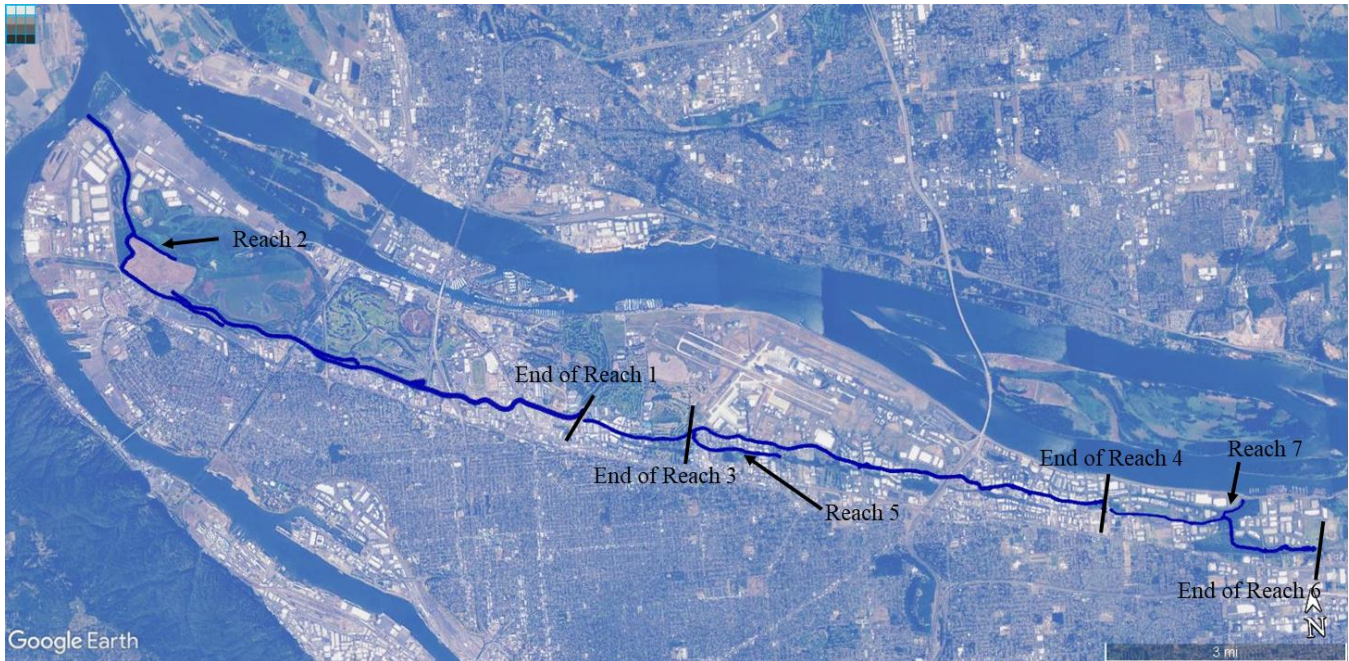 Reach 2
End of Reach 1
End of Reach 3
Reach 5
End of Reach 4
Reach 7
End of Reach 6
N
Google Earth
3 mi